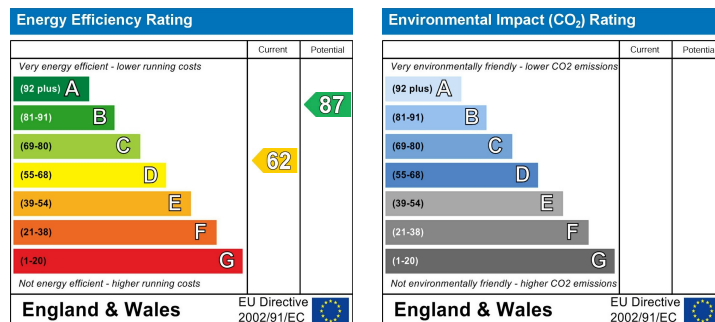 Energy Efficiency Rating
Current Potential
Very energy efficient - lower running costs
(92 plus) A
(81-91) B
87
(69-80) C
62
(55-68) D
(39-54) E
(21-38) F
(1-20) G
Not energy efficient - higher running costs
England & Wales
EU Directive
2002/91/EC
Environmental Impact (CO₂) Rating
Current Potential
Very environmentally friendly - lower CO2 emissions
(92 plus) A
(81-91) B
(69-80) C
(55-68) D
(39-54) E
(21-38) F
(1-20) G
Not environmentally friendly - higher CO2 emissions
England & Wales
EU Directive
2002/91/EC